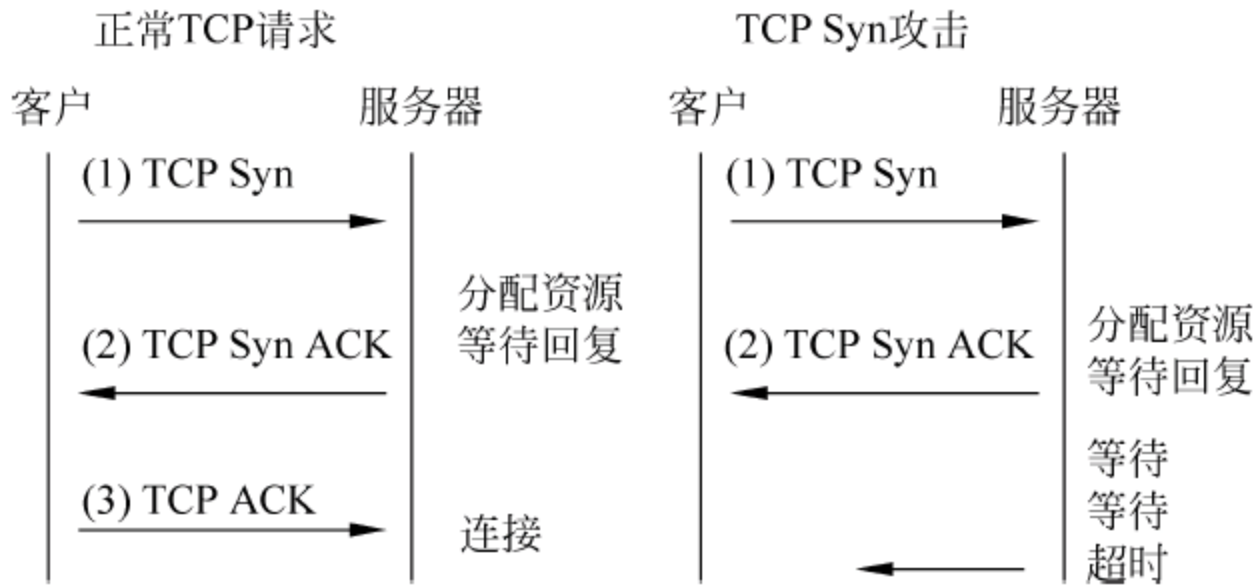 正常TCP请求
客户
服务器
(1) TCP Syn
分配资源
等待回复
(2) TCP Syn ACK
(3) TCP ACK
连接
TCP Syn攻击
客户
服务器
(1) TCP Syn
分配资源
等待回复
(2) TCP Syn ACK
等待
等待
超时